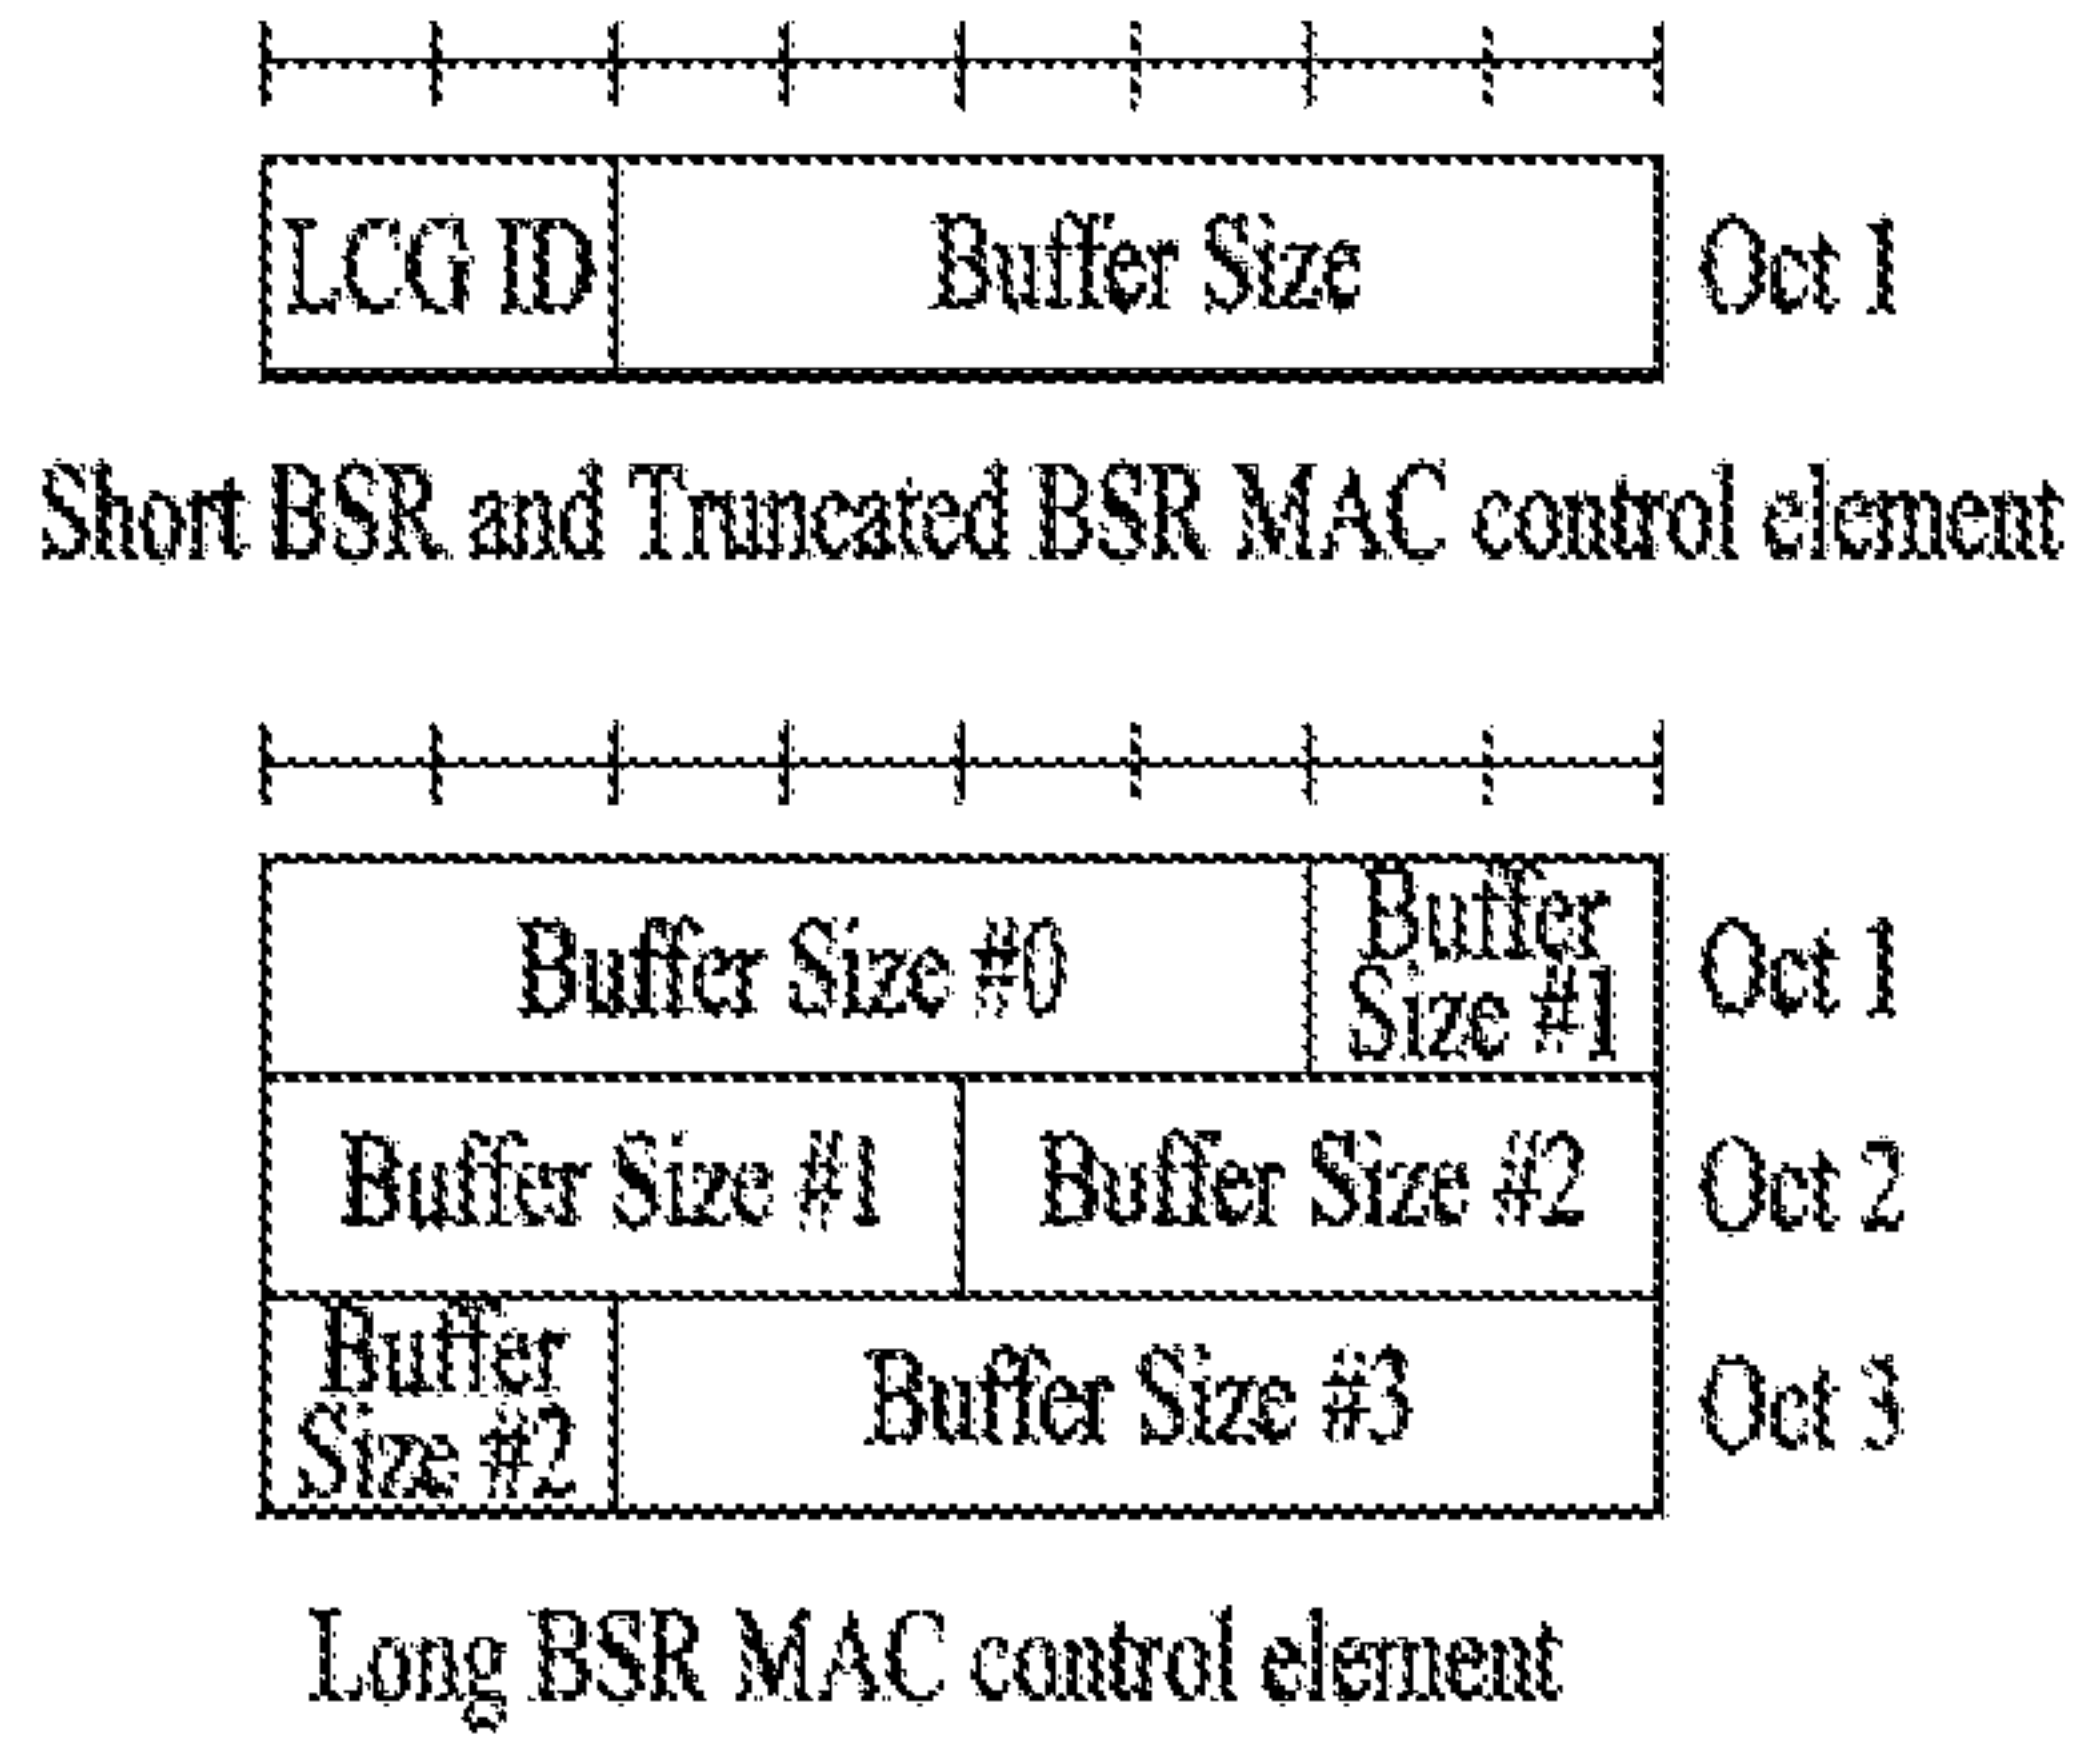 LCG ID Buffer Size Oct 1
Short BSR and Truncated BSR MAC control element
Buffer Size #0 Buffer Size #1 Oct 1
Buffer Size #1 Buffer Size #2 Oct 2
Buffer Size #2 Buffer Size #3 Oct 3
Long BSR MAC control element